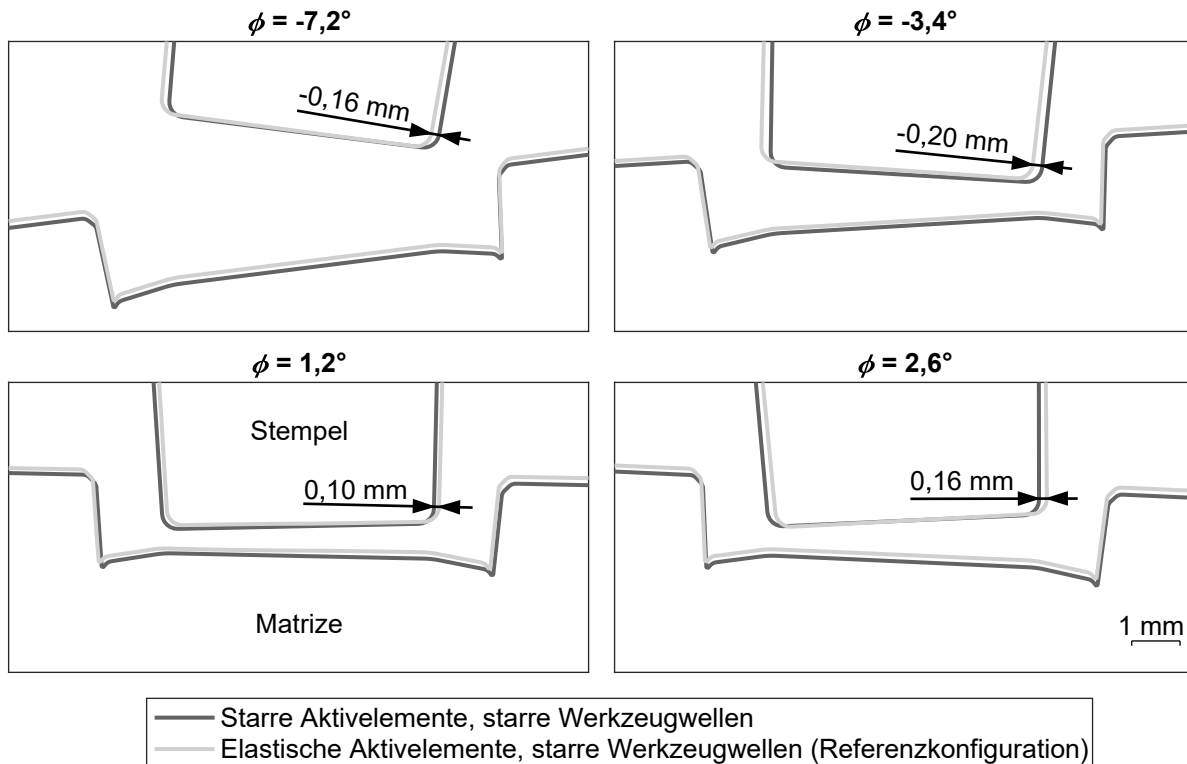 ϕ = -7,2°
ϕ = -3,4°
-0,16 mm
-0,20 mm
ϕ = 1,2°
ϕ = 2,6°
Stempel
0,10 mm
0,16 mm
Matrize
1 mm
Starre Aktivelemente, starre Werkzeugwellen
Elastische Aktivelemente, starre Werkzeugwellen (Referenzkonfiguration)